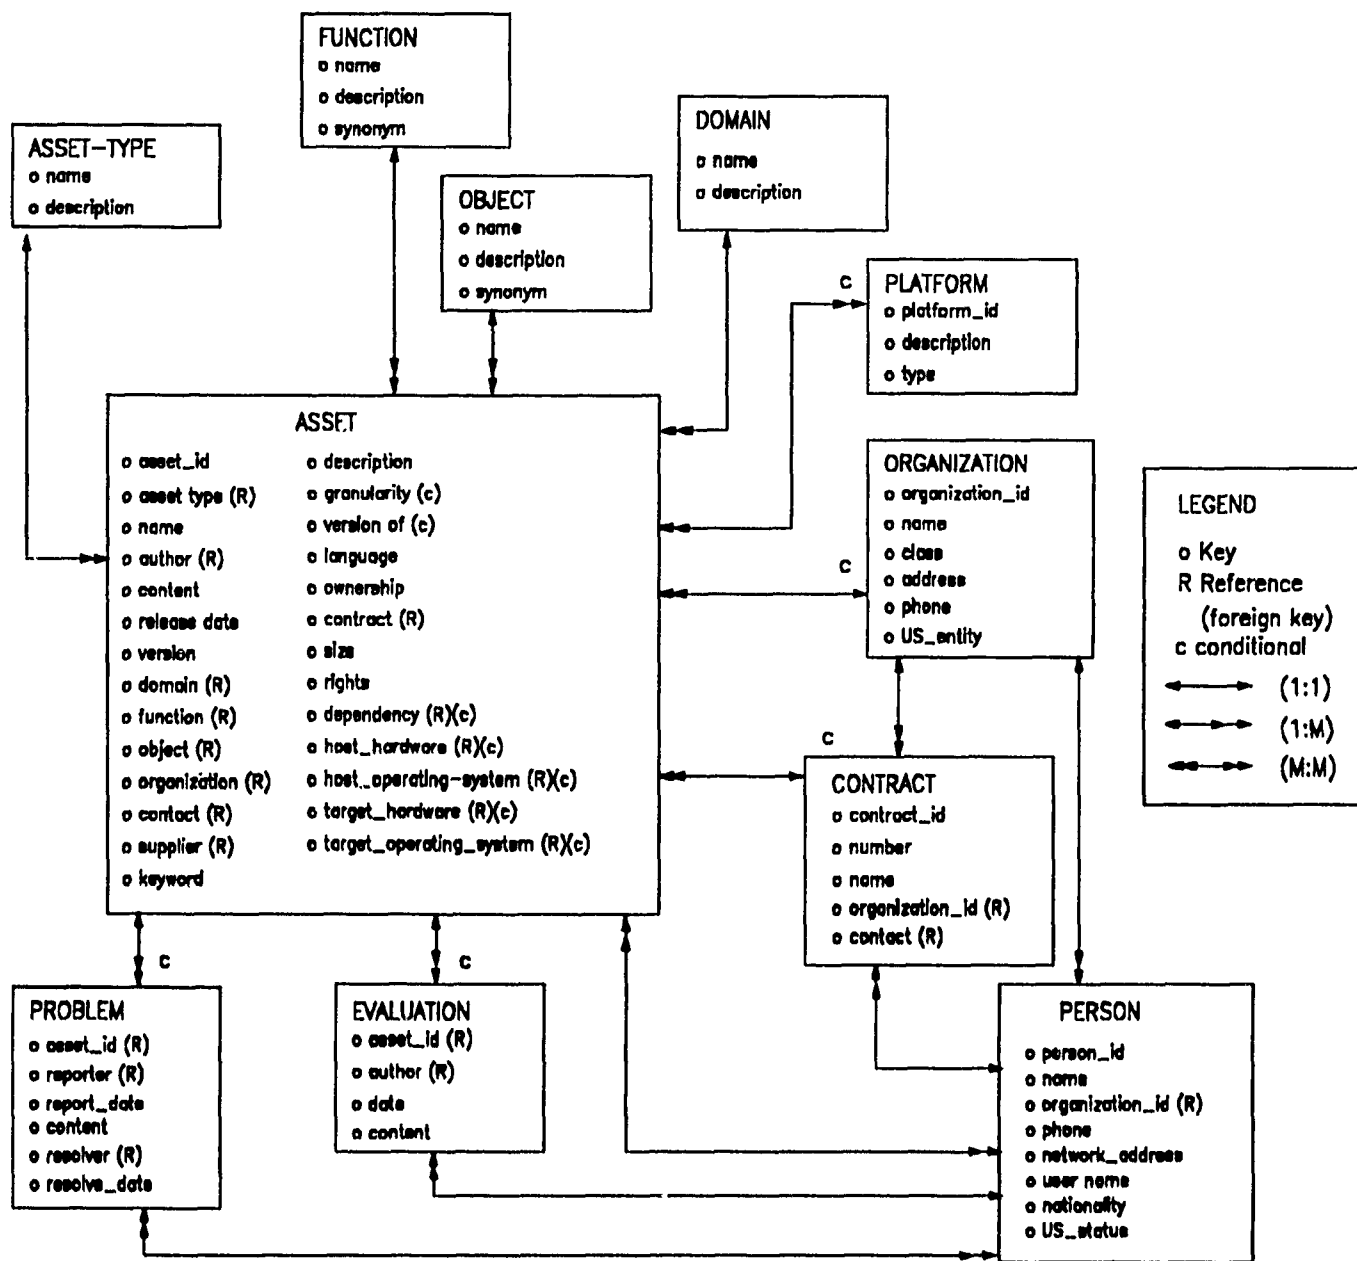 FUNCTION
o name
o description
o synonym
ASSET-TYPE
o name
o description
OBJECT
o name
o description
o synonym
DOMAIN
o name
o description
c
PLATFORM
o platform_id
o description
o type
ASSET
o asset_id
o asset type (R)
o name
o author (R)
o content
o release date
o version
o domain (R)
o function (R)
o object (R)
o organization (R)
o contact (R)
o supplier (R)
o keyword
o description
o granularity (c)
o version of (c)
o language
o ownership
o contract (R)
o size
o rights
o dependency (R)(c)
o host_hardware (R)(c)
o host_operating-system (R)(c)
o target_hardware (R)(c)
o target_operating_system (R)(c)
c
ORGANIZATION
o organization_id
o name
o class
o address
o phone
o US_entity
LEGEND
o Key
R Reference
(foreign key)
c conditional
(1:1)
(1:M)
(M:M)
c
CONTRACT
o contract_id
o number
o name
o organization_id (R)
o contact (R)
c
PROBLEM
o asset_id (R)
o reporter (R)
o report_date
o content
o resolver (R)
o resolve_date
c
EVALUATION
o asset_id (R)
o author (R)
o date
o content
PERSON
o person_id
o name
o organization_id (R)
o phone
o network_address
o user name
o nationality
o US_status